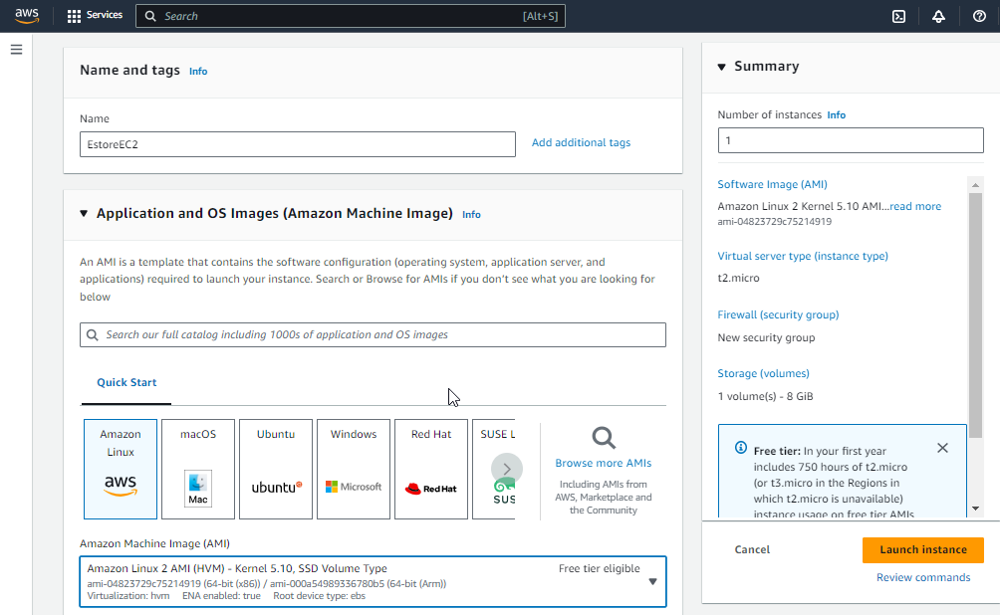 aws
Services
Search
[Alt+S]
Name and tags Info
Name
EstoreEC2
Add additional tags
Application and OS Images (Amazon Machine Image) Info
An AMI is a template that contains the software configuration (operating system, application server, and
applications) required to launch your instance. Search or Browse for AMIs if you don't see what you are looking for
below
Search our full catalog including 1000s of application and OS images
Quick Start
Amazon
Linux
aws
macOS
Mac
Ubuntu
ubuntu
Windows
Microsoft
Red Hat
Red Hat
SUSE L
SUS
Browse more AMIs
Including AMIs from
AWS, Marketplace and
the Community
Amazon Machine Image (AMI)
Amazon Linux 2 AMI (HVM) - Kernel 5.10, SSD Volume Type
Free tier eligible
ami-04823729c75214919 (64-bit (x86)) / ami-000a54989336780b5 (64-bit (Arm))
Virtualization: hvm ENA enabled: true Root device type: ebs
Summary
Number of instances Info
1
Software Image (AMI)
Amazon Linux 2 Kernel 5.10 AMI...read more
ami-04823729c75214919
Virtual server type (instance type)
t2.micro
Firewall (security group)
New security group
Storage (volumes)
1 volume(s) - 8 GiB
Free tier: In your first year
includes 750 hours of t2.micro
(or t3.micro in the Regions in
which t2.micro is unavailable)
instance usage on free tier AMIs
Cancel
Launch instance
Review commands